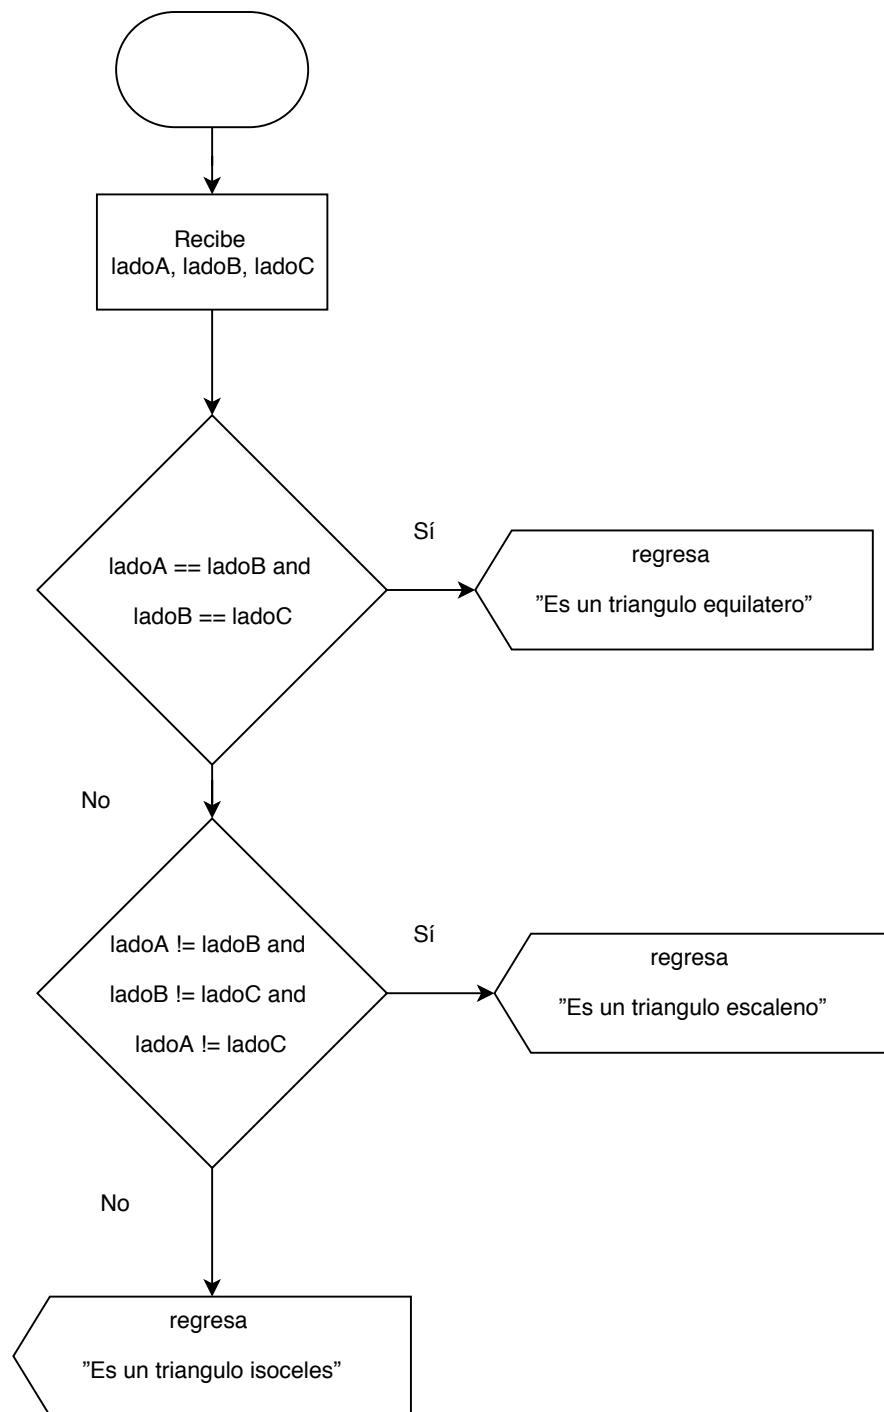 Recibe
ladoA, ladoB, ladoC
Sí
ladoA == ladoB and
ladoB == ladoC
regresa
”Es un triangulo equilatero”
No
Sí
ladoA != ladoB and
ladoB != ladoC and
ladoA != ladoC
regresa
”Es un triangulo escaleno”
No
regresa
”Es un triangulo isoceles”